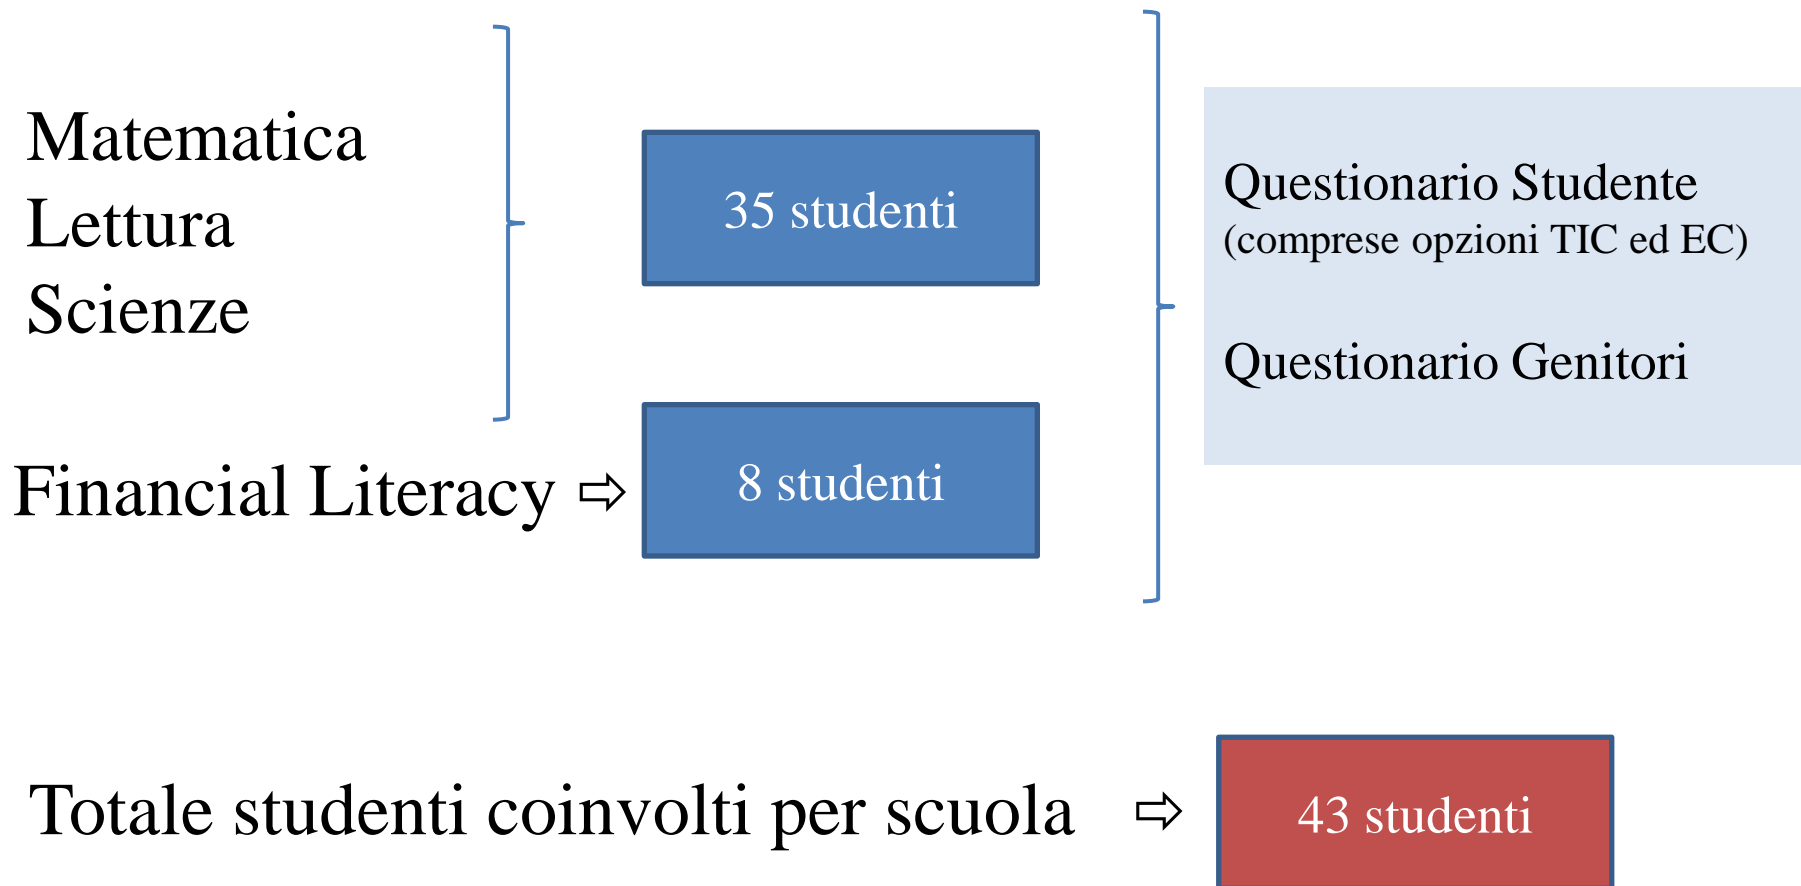 Matematica
Lettura
Scienze
35 studenti
Financial Literacy ⇨
8 studenti
Questionario Studente
(comprese opzioni TIC ed EC)
Questionario Genitori
Totale studenti coinvolti per scuola ⇨
43 studenti